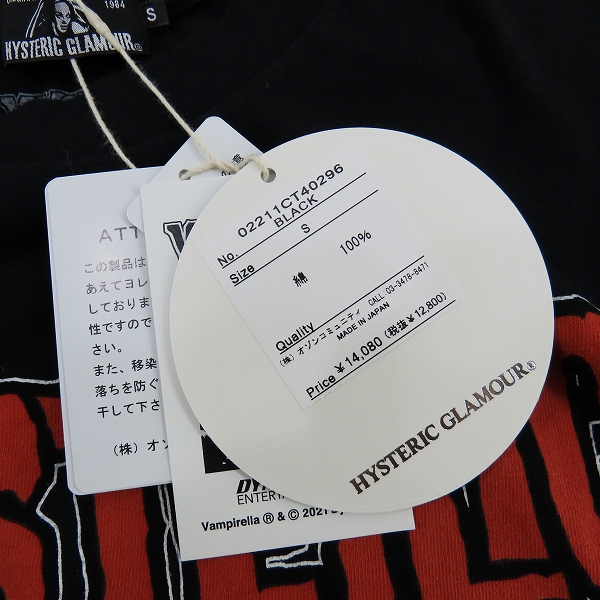 1984
S
HYSTERIC GLAMOUR®
ATT
この製品は
あえてヨレ
しておりま
性ですので
さい。
また、移染
落ちを防ぐ
干して下さ
(株) オゾ
No. 02211CT40296
BLACK
Size S
綿 100%
Quality
(株) オゾンコミュニティ CALL:03-3478-8471
MADE IN JAPAN
Price ¥14,080 (税抜¥12,800)
HYSTERIC GLAMOUR®
ENTERTA
Vampirella ® & © 2021